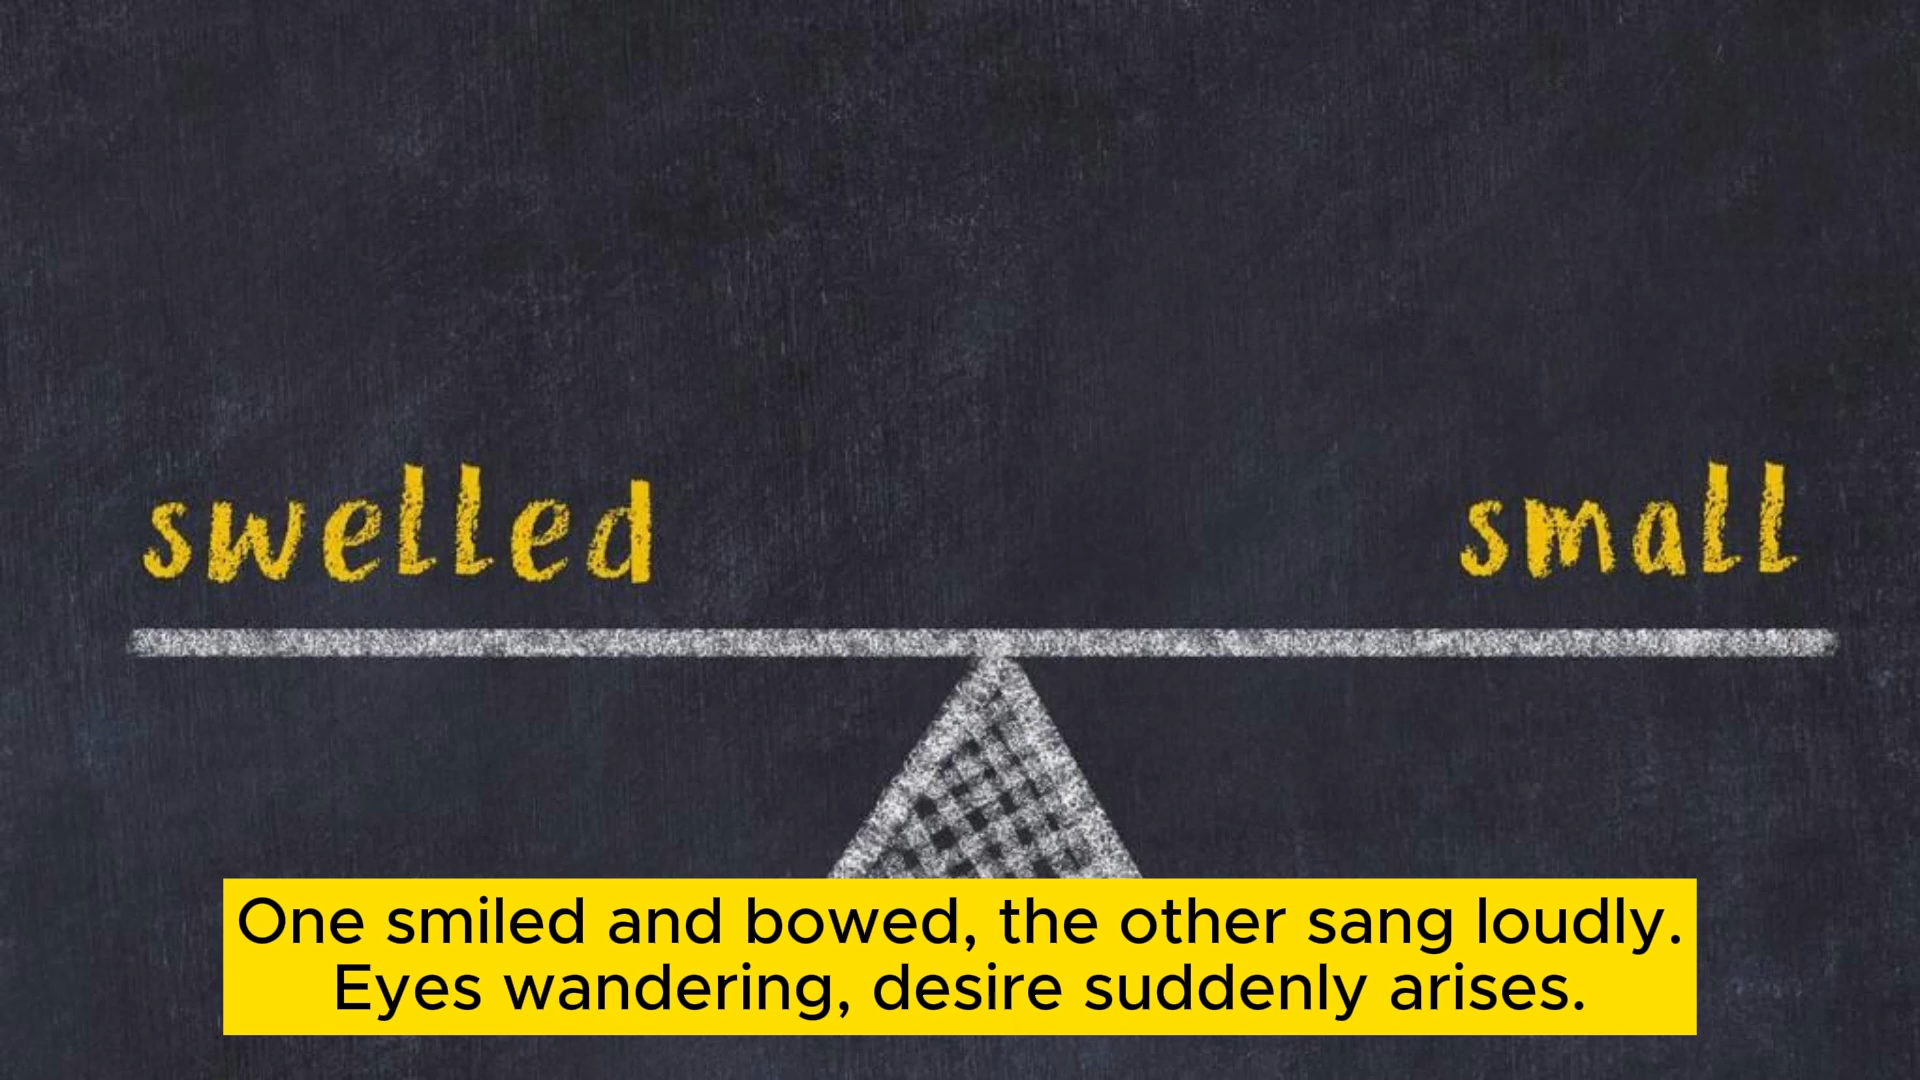 swelled small
One smiled and bowed, the other sang loudly.
Eyes wandering, desire suddenly arises.